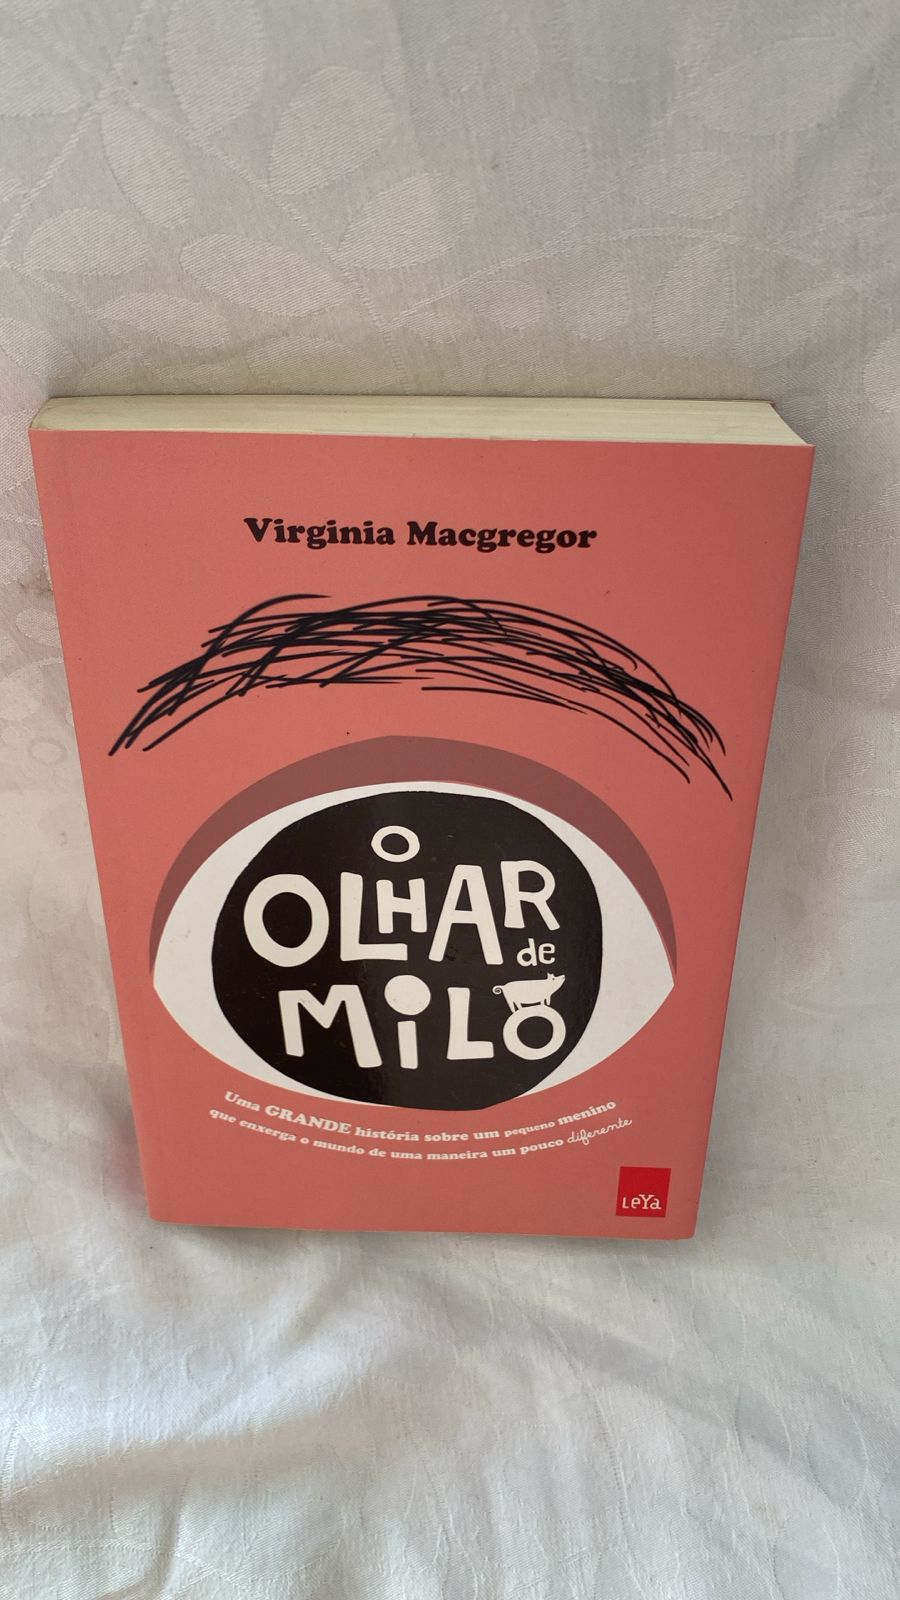 Virginia Macgregor
O
OLHAR
de
MiLO
Uma GRANDE história sobre um pequeno menino
que enxerga o mundo de uma maneira um pouco diferente
LeYa